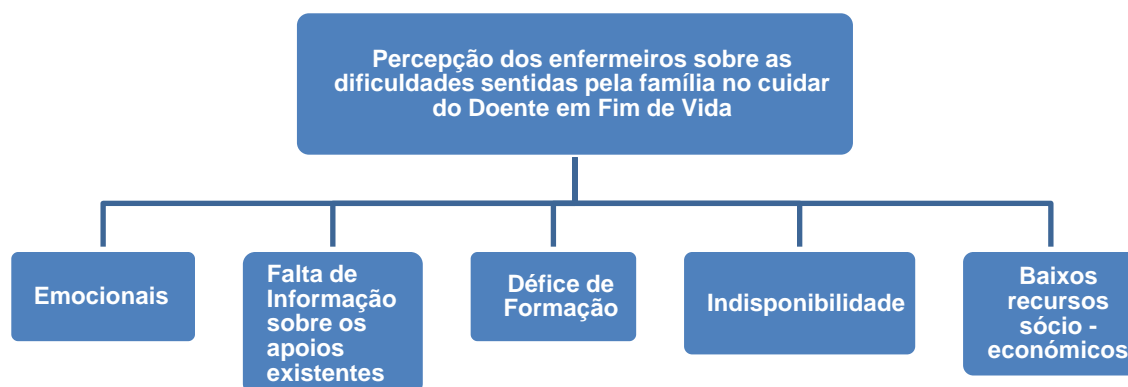 Percepção dos enfermeiros sobre as
dificuldades sentidas pela família no cuidar
do Doente em Fim de Vida
Emocionais
Falta de
Informação
sobre os
apoios
existentes
Défice de
Formação
Indisponibilidade
Baixos
recursos
sócio -
económicos